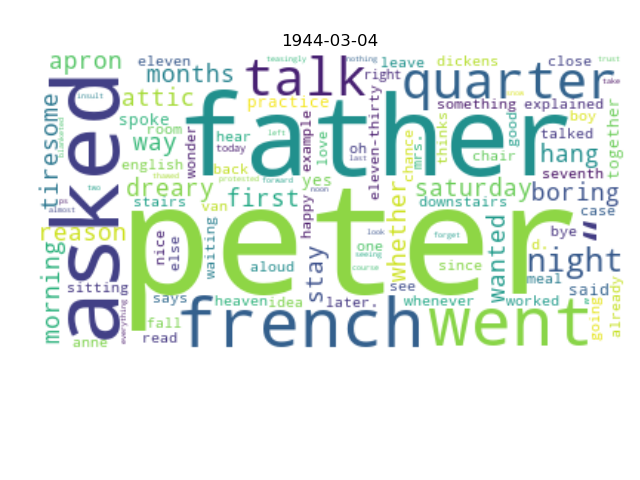 1944-03-04
apron eleven teasingly nothing close trust
months talk right leave dickens quarter take
insult attic practice something explained
tiresome asked spoke father eleven-thirty boy
blanketed way room wonder hear left example love oh chance mrs. thinks good talked together
english today last chair hang
two back thawed protested forward yes noon seventh
dreary first saturday boring
stairs van happy whether downstairs case
ps almost peter wanted d. bye ”
reason nice else waiting stay look forget night
morning sitting aloud one since
seeing course see meal said
says heaven idea later. whenever worked
everything fall french went going already
anne read